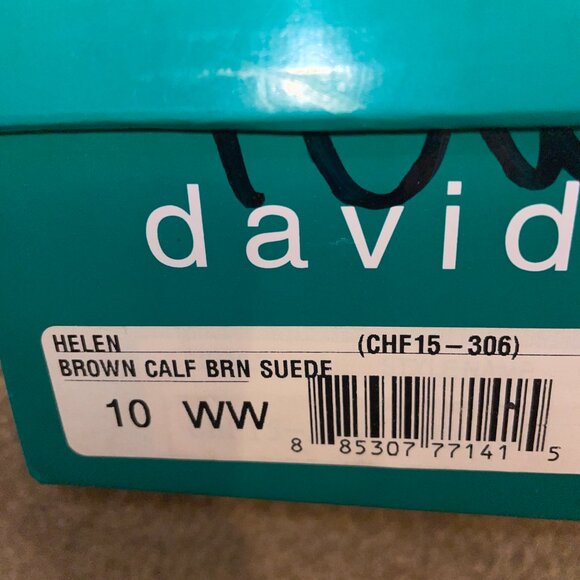 david
HELEN (CHF15-306)
BROWN CALF BRN SUEDE
10 WW
8 85307 77141 5